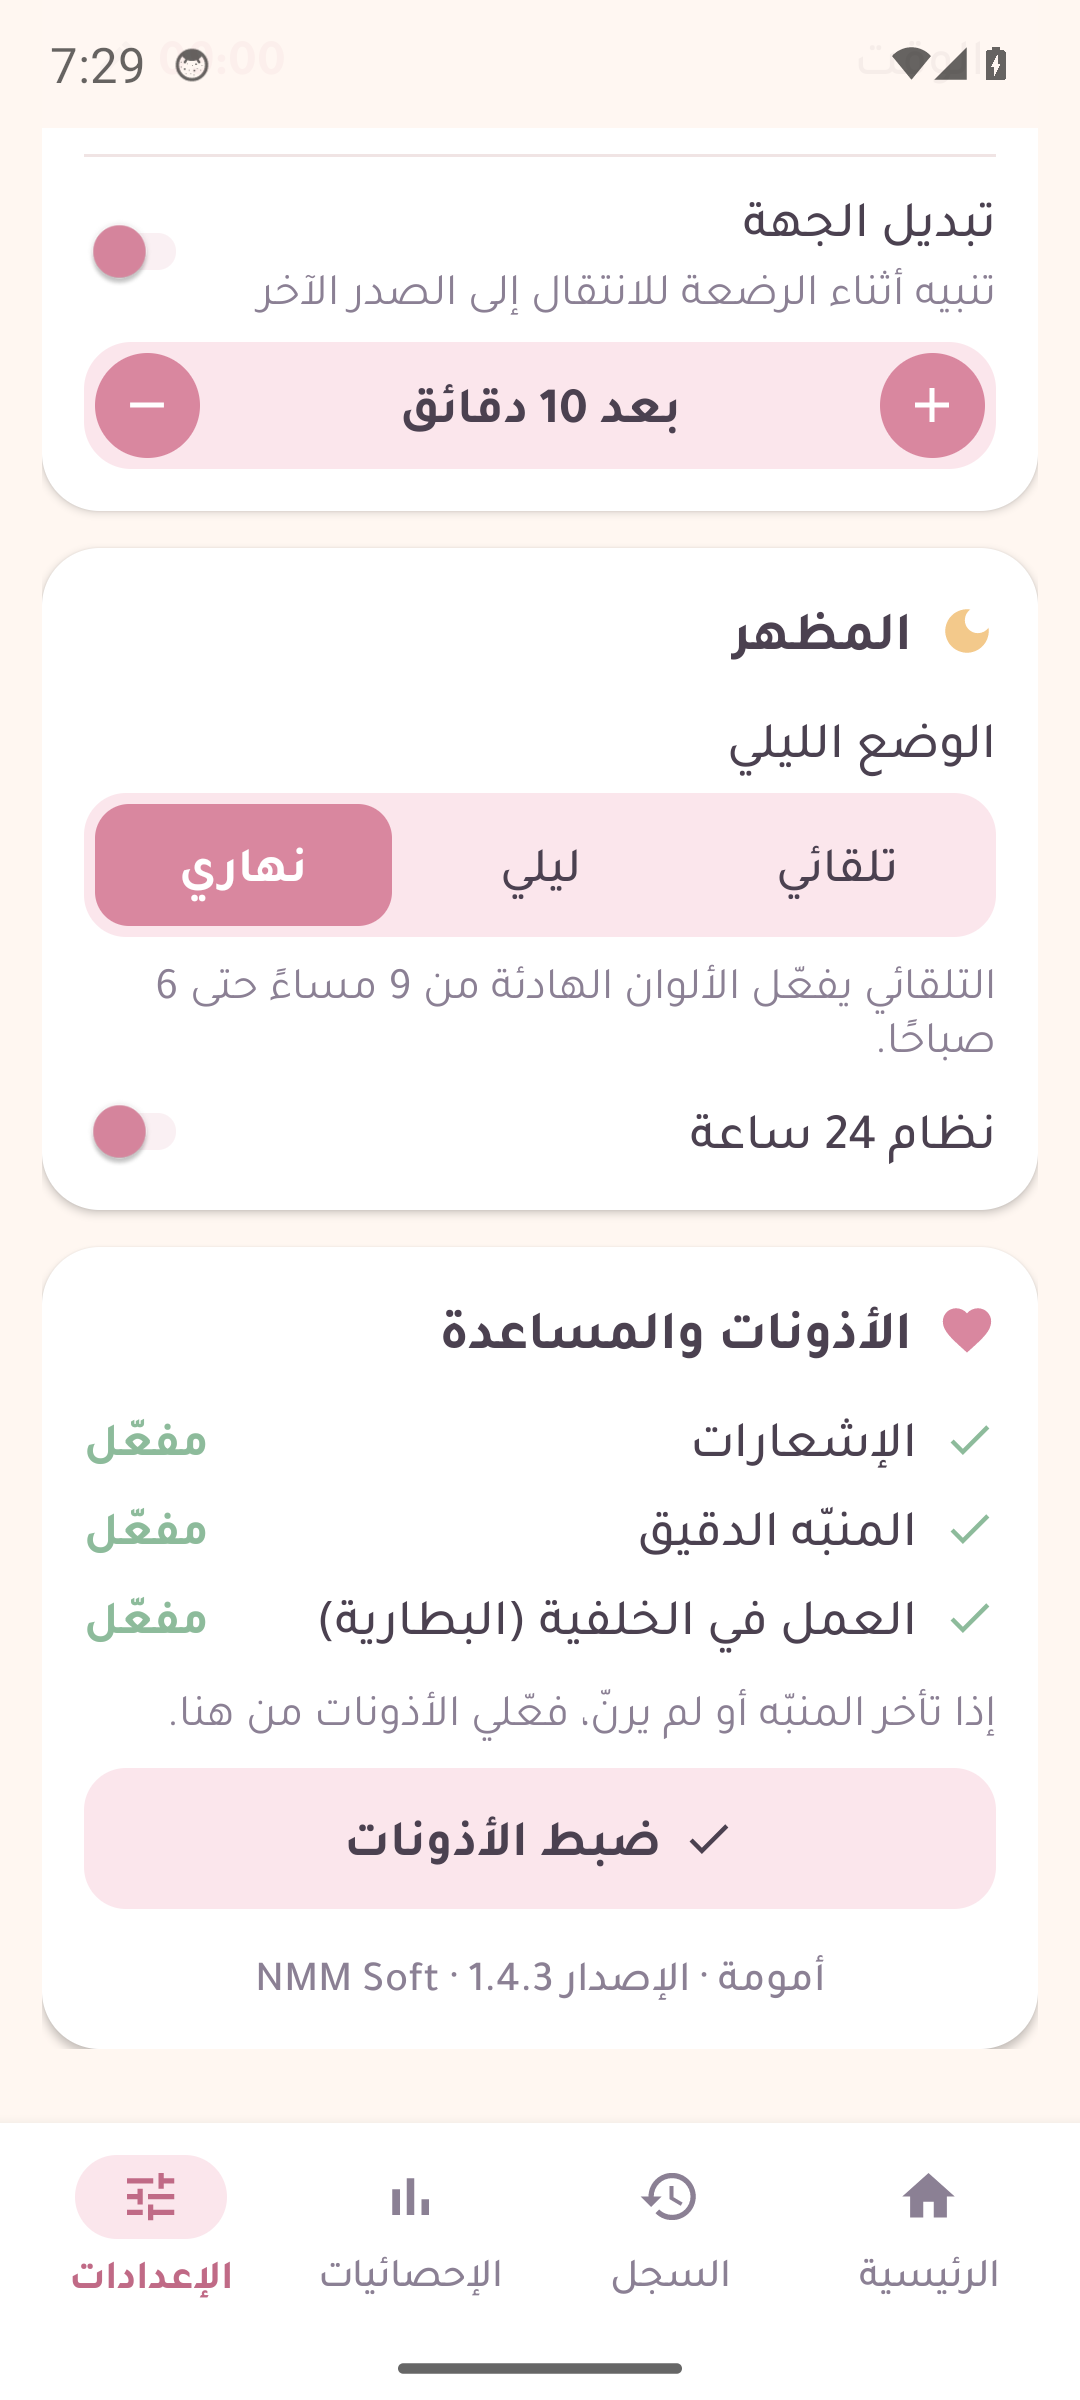 7:29
08:00
الوقت
تبديل الجهة
تنبيه أثناء الرضعة للانتقال إلى الصدر الآخر
بعد 10 دقائق
المظهر
الوضع الليلي
تلقائي
ليلي
نهاري
التلقائي يفعّل الألوان الهادئة من 9 مساءً حتى 6
صباحًا.
نظام 24 ساعة
الأذونات والمساعدة
الإشعارات
مفعّل
المنبّه الدقيق
مفعّل
العمل في الخلفية (البطارية)
مفعّل
إذا تأخر المنبّه أو لم يرنّ، فعّلي الأذونات من هنا.
ضبط الأذونات
أمومة · الإصدار 1.4.3 · NMM Soft
الرئيسية
السجل
الإحصائيات
الإعدادات